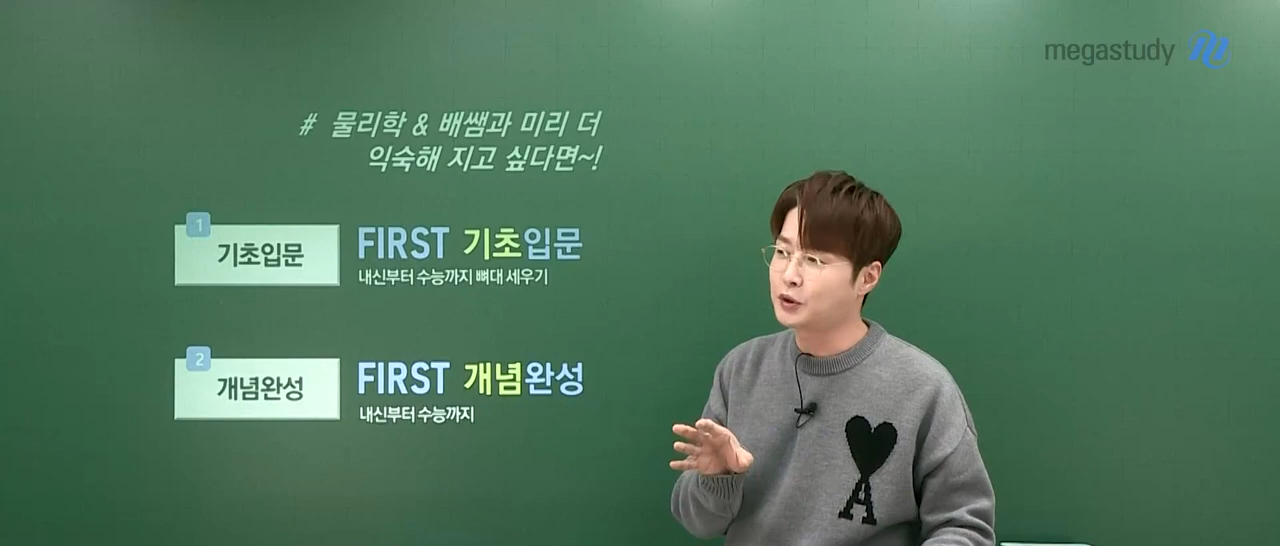 megastudy
# 물리학 & 배쌤과 미리 더
익숙해 지고 싶다면~!
1
기초입문
FIRST 기초입문
내신부터 수능까지 뼈대 세우기
2
개념완성
FIRST 개념완성
내신부터 수능까지
A